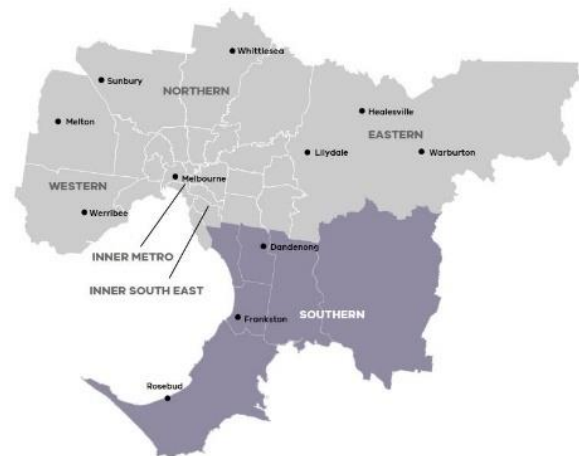 Whittlesea
Sunbury
NORTHERN
Healesville
Melton
EASTERN
Lilydale
Warburton
Melbourne
WESTERN
Werribee
Dandenong
INNER METRO
INNER SOUTH EAST
SOUTHERN
Frankston
Rosebud